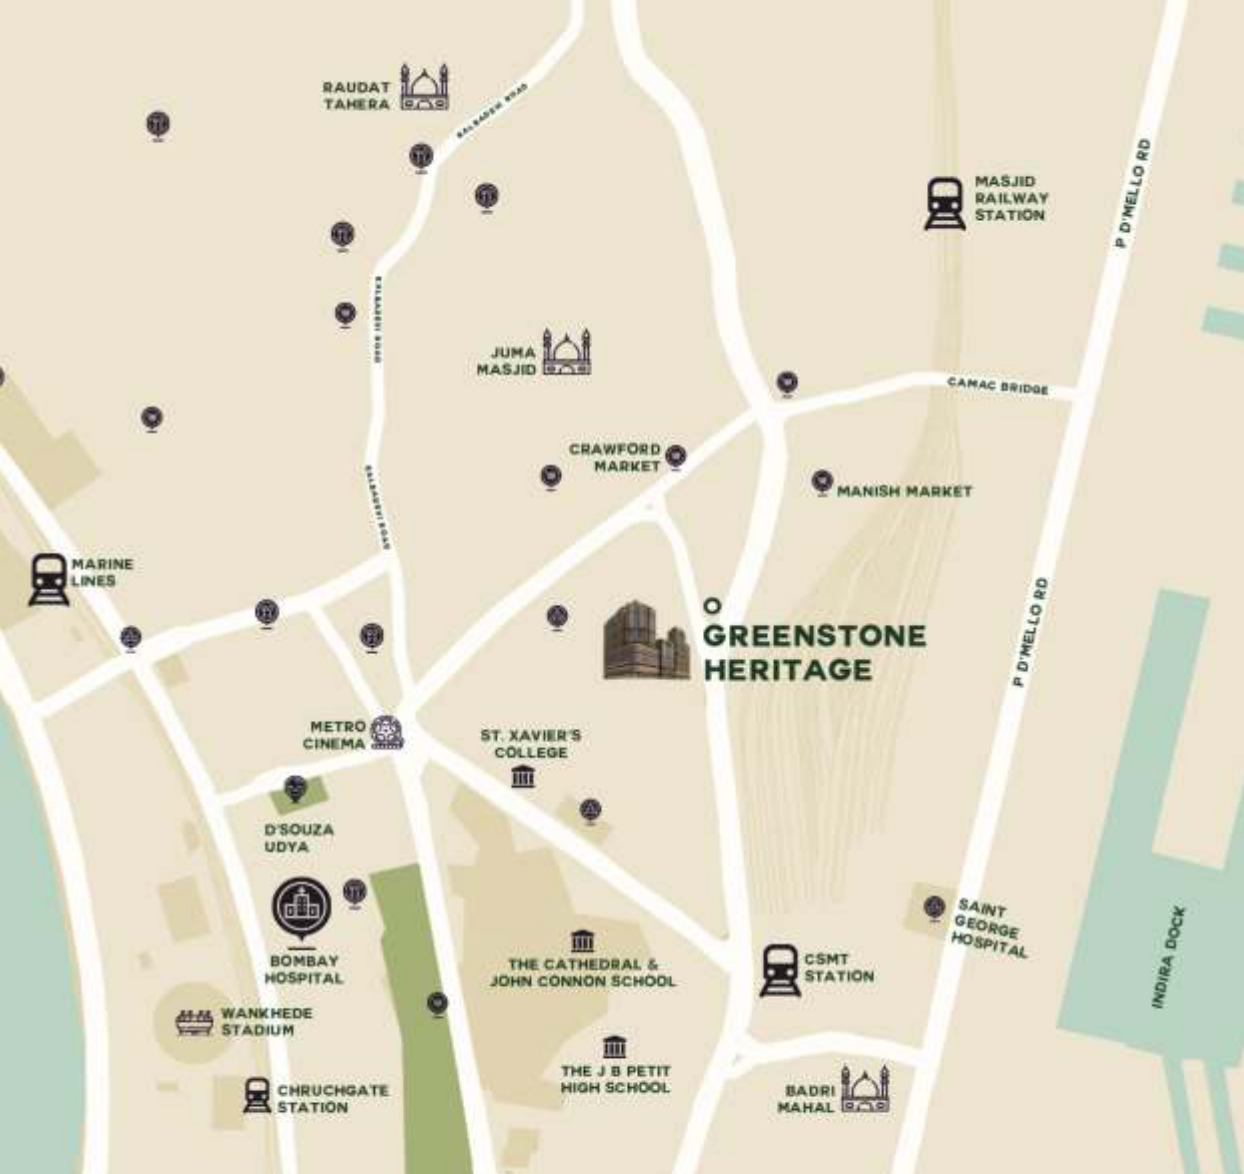 RAUDAT
TAHERA
KALBADEVI ROAD
P D'MELLO RD
MASJID
RAILWAY
STATION
KALBADEVI ROAD
JUMA
MASJID
CAMAC BRIDGE
CRAWFORD
MARKET
MANISH MARKET
KALBADEVI ROAD
MARINE
LINES
P D'MELLO RD
O
GREENSTONE
HERITAGE
METRO
CINEMA
ST. XAVIER'S
COLLEGE
D'SOUZA
UDYA
SAINT
GEORGE
HOSPITAL
INDIRA DOCK
BOMBAY
HOSPITAL
THE CATHEDRAL &
JOHN CONNON SCHOOL
CSMT
STATION
WANKHEDE
STADIUM
THE J B PETIT
HIGH SCHOOL
CHRUCHGATE
STATION
BADRI
MAHAL